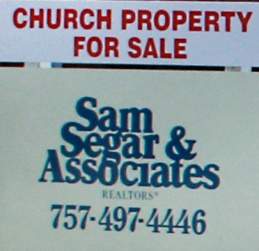 CHURCH PROPERTY
FOR SALE
Sam
Segar &
Associates
REALTORS®
757-497-4446